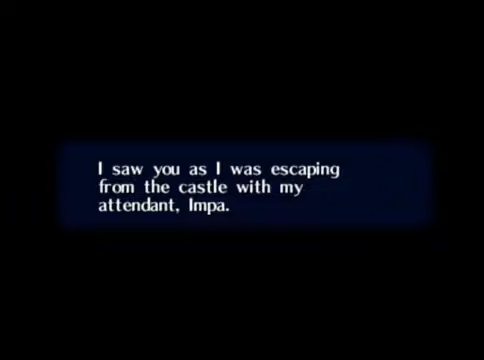 I saw you as I was escaping
from the castle with my
attendant, Impa.